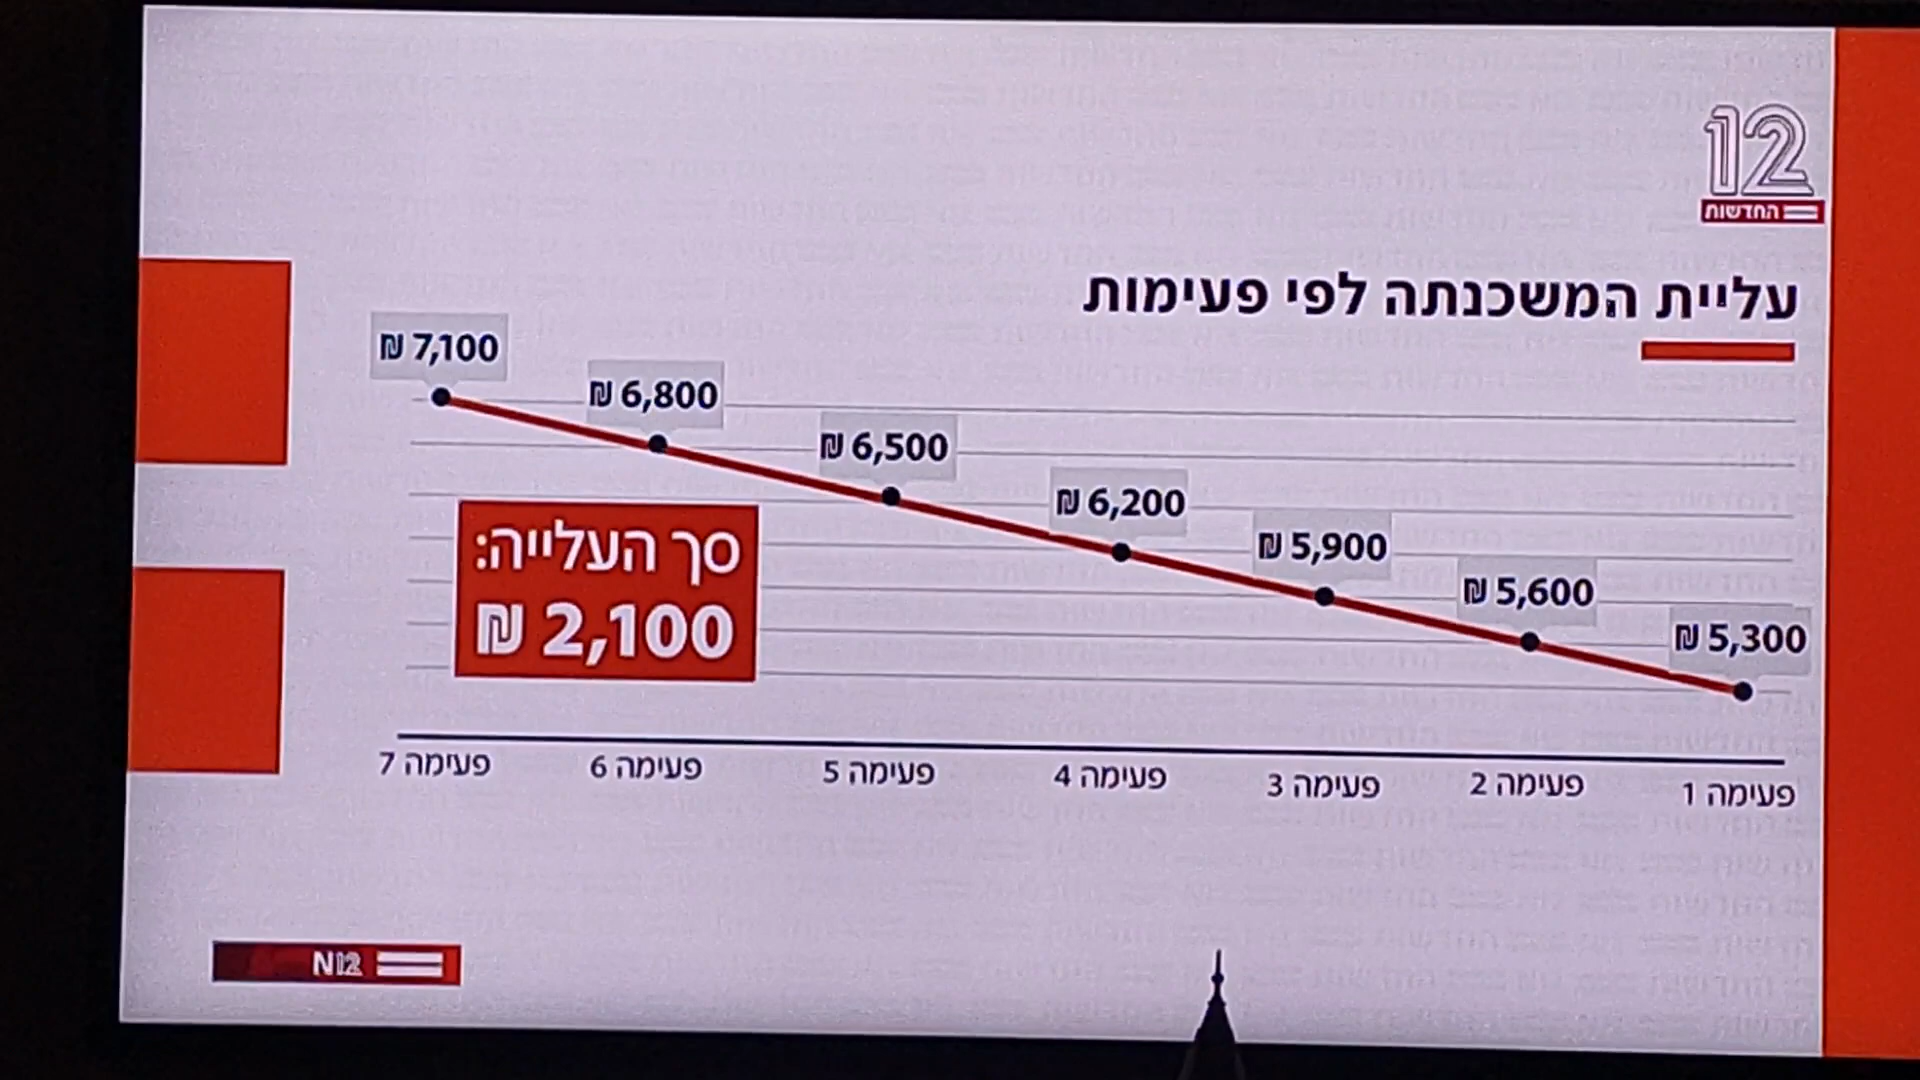 12
החדשות
עליית המשכנתה לפי פעימות
₪ 7,100
₪ 6,800
₪ 6,500
₪ 6,200
₪ 5,900
₪ 5,600
₪ 5,300
סך העלייה:
₪ 2,100
פעימה 1
פעימה 2
פעימה 3
פעימה 4
פעימה 5
פעימה 6
פעימה 7
N12